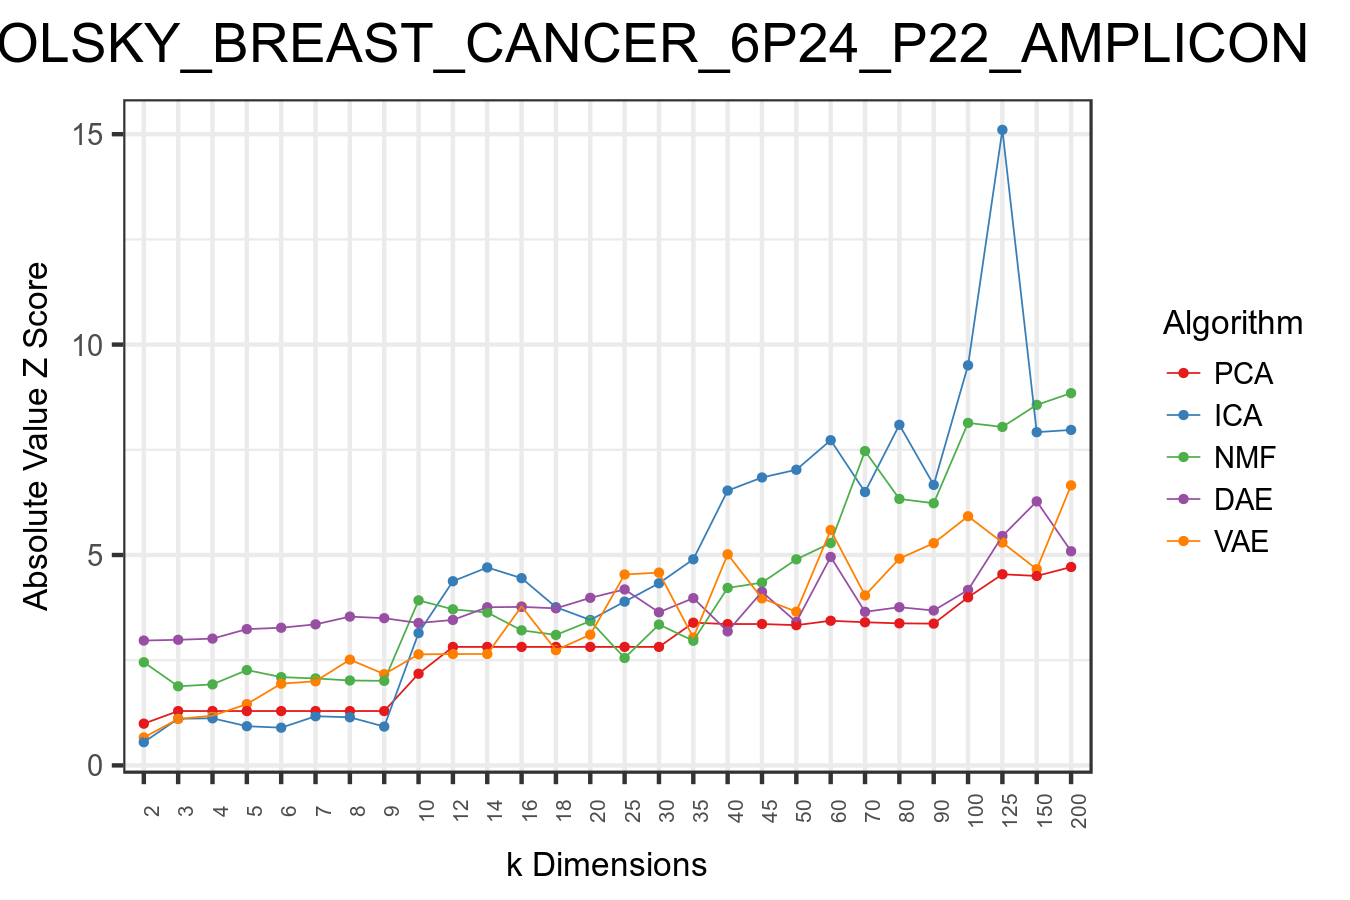 OLSKY_BREAST_CANCER_6P24_P22_AMPLICON
Absolute Value Z Score
15
10
5
0
2 3 4 5 6 7 8 9 10 12 14 16 18 20 25 30 35 40 45 50 60 70 80 90 100 125 150 200
k Dimensions
Algorithm
PCA
ICA
NMF
DAE
VAE